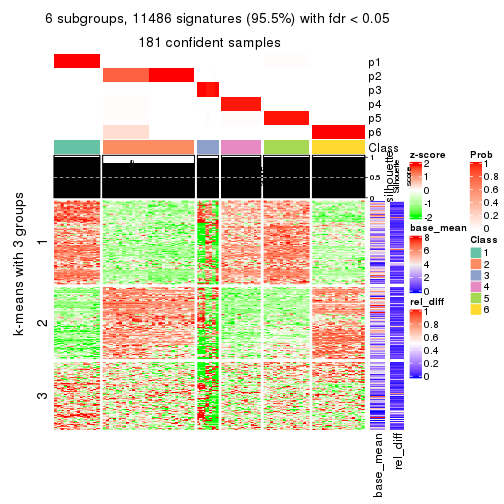 6 subgroups, 11486 signatures (95.5%) with fdr < 0.05
181 confident samples
p1
p2
p3
p4
p5
p6
Class
1
0.5
0
silhouette
Silhouette
score
k-means with 3 groups
1
2
3
base_mean
rel_diff
z-score
2
1
0
-1
-2
base_mean
8
6
4
2
0
rel_diff
1
0.8
0.6
0.4
0.2
0
Prob
1
0.8
0.6
0.4
0.2
0
Class
1
2
3
4
5
6